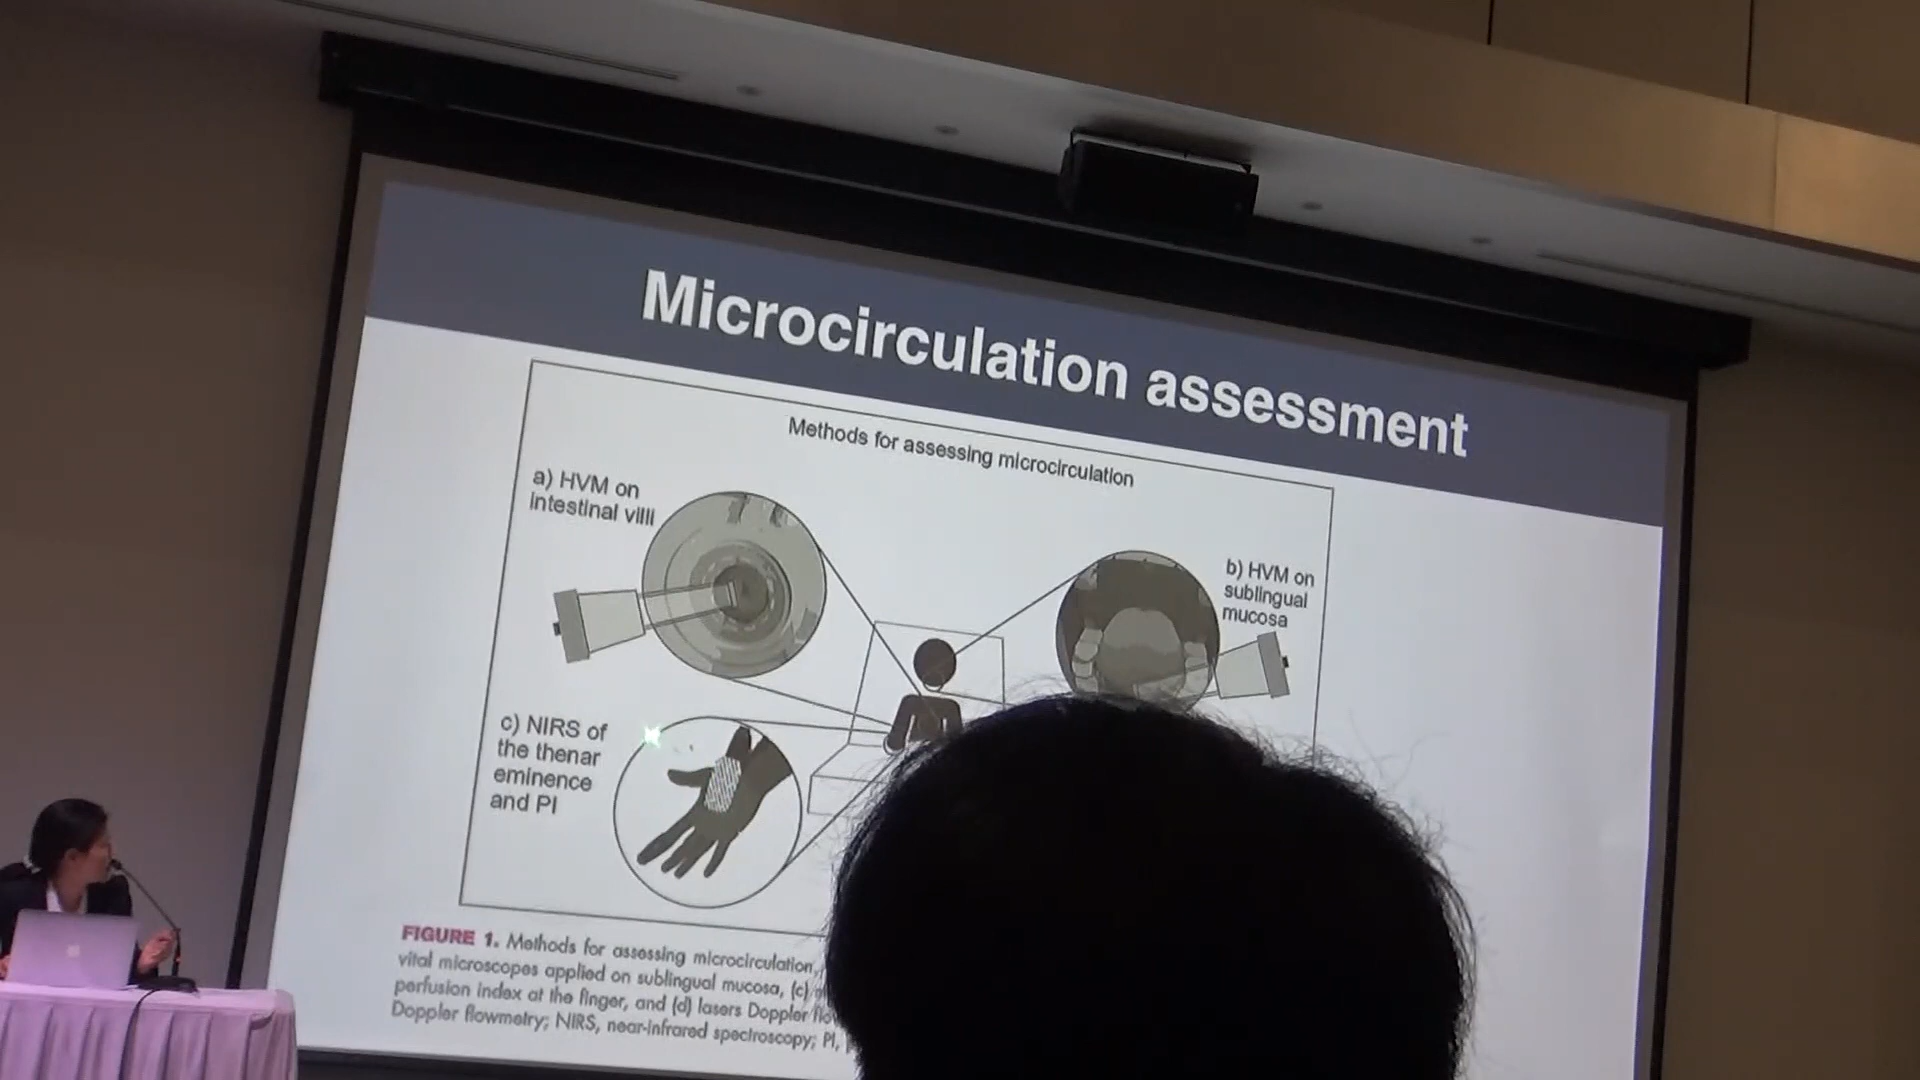 Microcirculation assessment
Methods for assessing microcirculation
a) HVM on
intestinal villi
b) HVM on
sublingual
mucosa
c) NIRS of
the thenar
eminence
and PI
FIGURE 1. Methods for assessing microcirculation,
vital microscopes applied on sublingual mucosa, (c)
perfusion index at the finger, and (d) lasers Doppler
Doppler flowmetry; NIRS, near-infrared spectroscopy; PI,